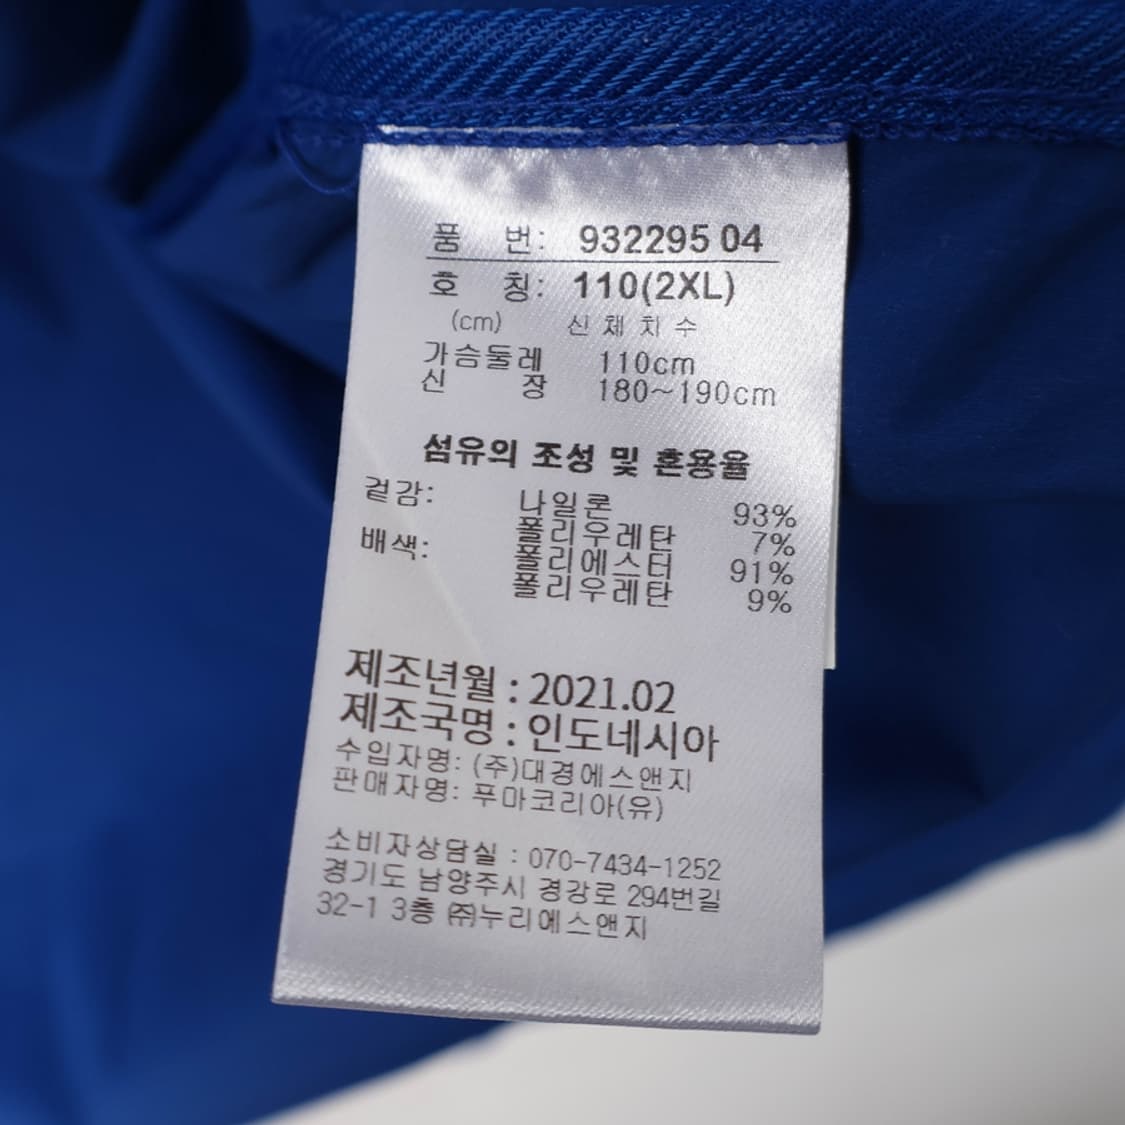 품 번: 932295 04
호 칭: 110(2XL)
(cm) 신체치수
가슴둘레 110cm
신 장 180~190cm
섬유의 조성 및 혼용율
겉감: 나일론 93%
폴리우레탄 7%
배색: 폴리에스터 91%
폴리우레탄 9%
제조년월 : 2021.02
제조국명 : 인도네시아
수입자명: (주)대경에스앤지
판매자명: 푸마코리아(유)
소비자상담실 : 070-7434-1252
경기도 남양주시 경강로 294번길
32-1 3층 ㈜누리에스앤지